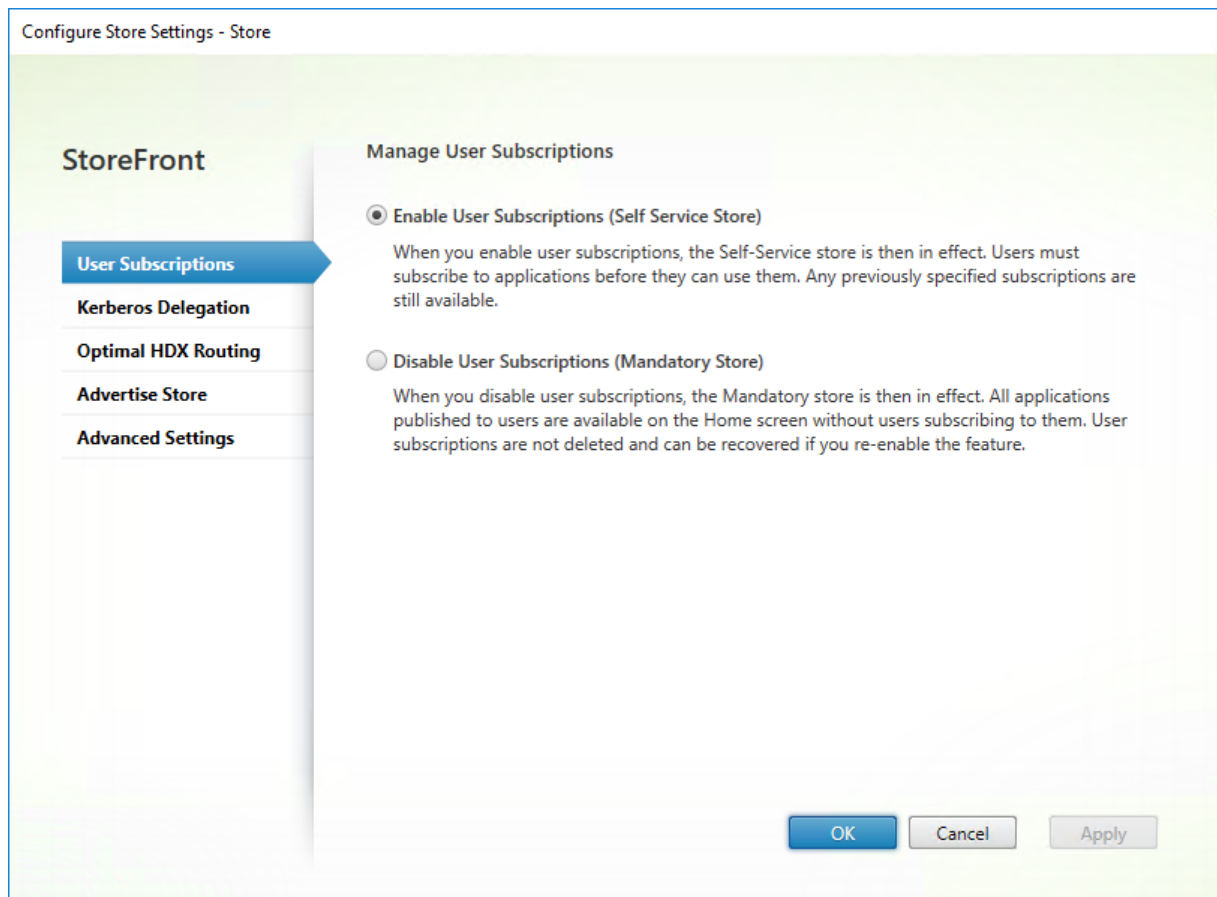 Configure Store Settings - Store
StoreFront
User Subscriptions
Kerberos Delegation
Optimal HDX Routing
Advertise Store
Advanced Settings
Manage User Subscriptions
Enable User Subscriptions (Self Service Store)
When you enable user subscriptions, the Self-Service store is then in effect. Users must
subscribe to applications before they can use them. Any previously specified subscriptions are
still available.
Disable User Subscriptions (Mandatory Store)
When you disable user subscriptions, the Mandatory store is then in effect. All applications
published to users are available on the Home screen without users subscribing to them. User
subscriptions are not deleted and can be recovered if you re-enable the feature.
OK
Cancel
Apply